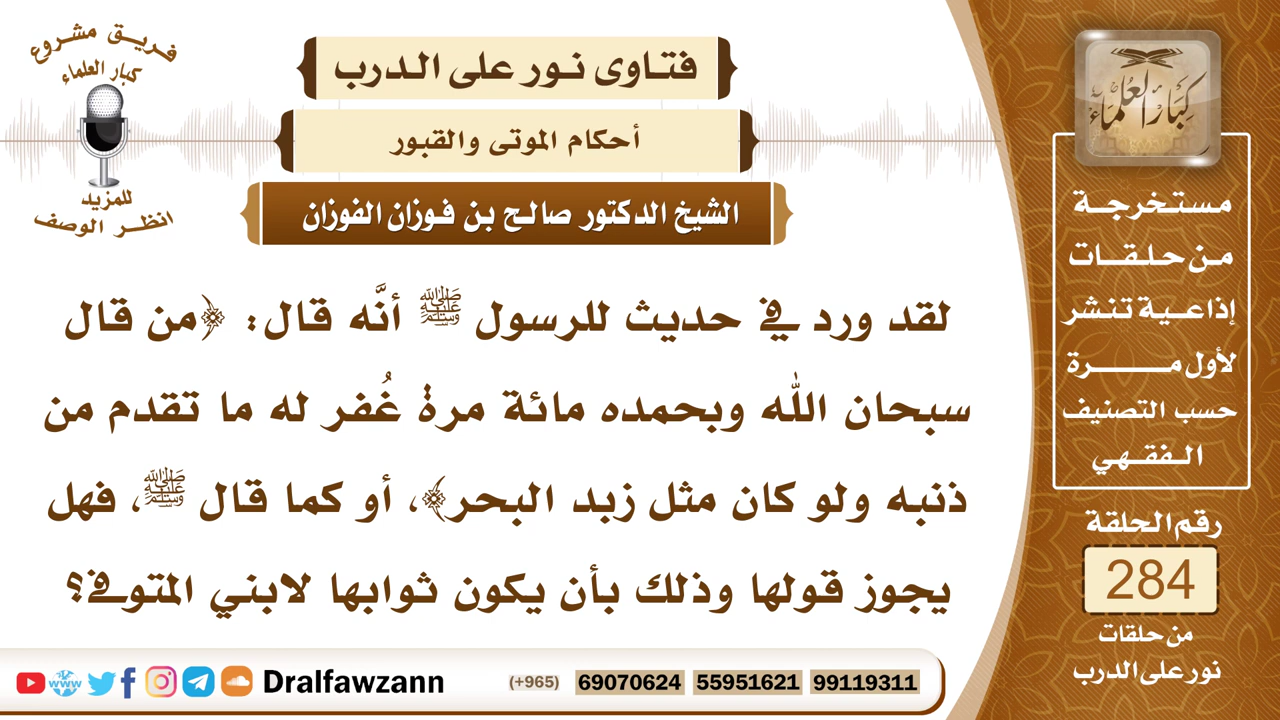 فريق مشروع
كبار العلماء
للمزيد
انظر الوصف
فتاوى نور على الدرب
أحكام الموتى والقبور
الشيخ الدكتور صالح بن فوزان الفوزان
لقد ورد في حديث للرسول ﷺ أنَّه قال: ﴿من قال
سبحان الله وبحمده مائة مرة غُفر له ما تقدم من
ذنبه ولو كان مثل زبد البحر﴾، أو كما قال ﷺ، فهل
يجوز قولها وذلك بأن يكون ثوابها لابني المتوفى؟
كبار العلماء
مستخرجة
من حلقات
إذاعية تنشر
لأول مرة
حسب التصنيف
الفقهي
رقم الحلقة
284
من حلقات
نور على الدرب
www
Dralfawzann
(+965) 69070624 55951621 99119311